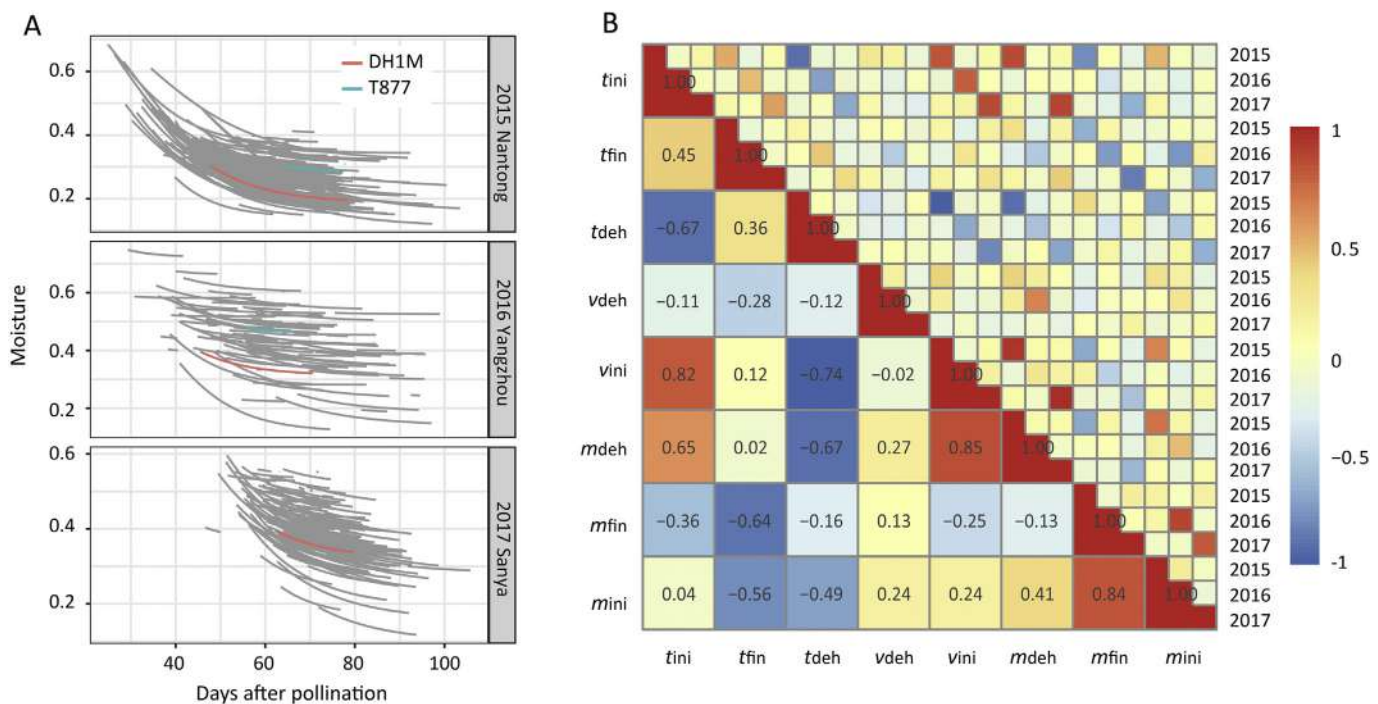 A
B
DH1M
T877
0.6
0.4
0.2
2015 Nantong
0.6
0.4
0.2
2016 Yangzhou
0.6
0.4
0.2
2017 Sanya
40 60 80 100
Moisture
Days after pollination
tini 1.00 2015
2016
2017
tfin 0.45 1.00 2015
2016
2017
tdeh −0.67 0.36 1.00 2015
2016
2017
vdeh −0.11 −0.28 −0.12 1.00 2015
2016
2017
vini 0.82 0.12 −0.74 −0.02 1.00 2015
2016
2017
mdeh 0.65 0.02 −0.67 0.27 0.85 1.00 2015
2016
2017
mfin −0.36 −0.64 −0.16 0.13 −0.25 −0.13 1.00 2015
2016
2017
mini 0.04 −0.56 −0.49 0.24 0.24 0.41 0.84 1.00 2015
2016
2017
tini tfin tdeh vdeh vini mdeh mfin mini
1
0.5
0
−0.5
-1